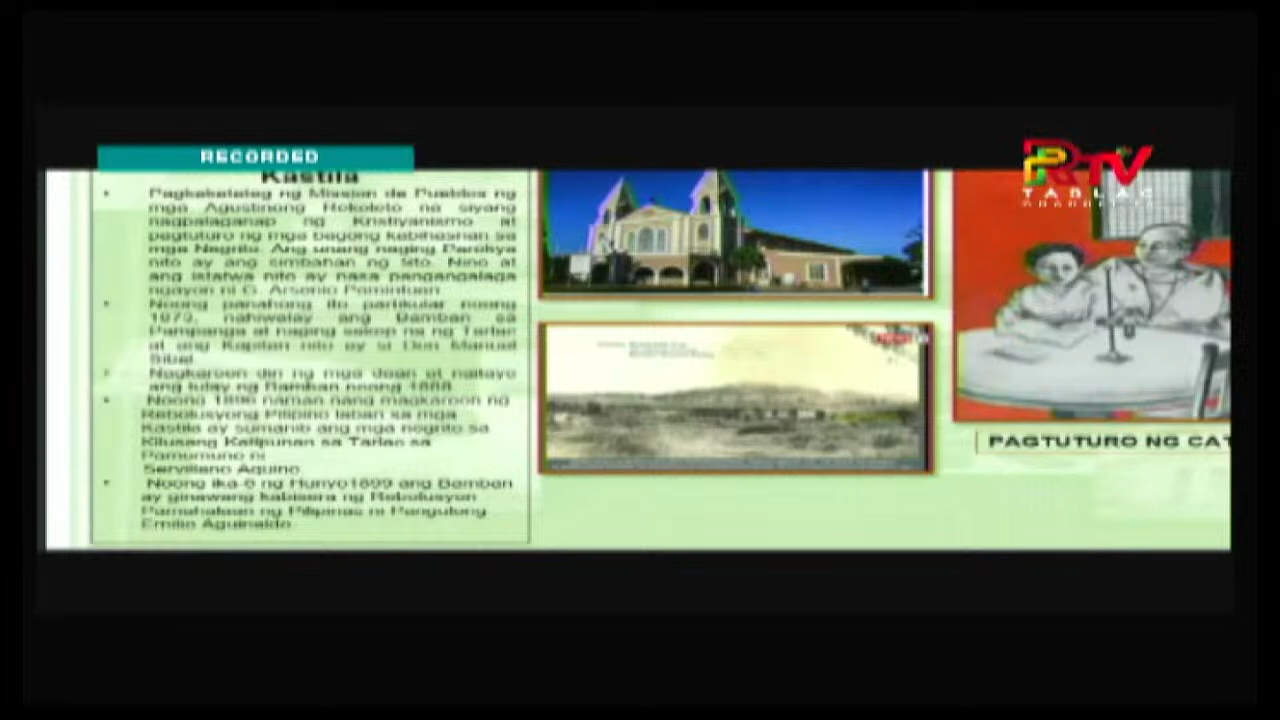 RECORDED
PRTV
TARLAC
Kastila
Pagkakatatag ng Mission de Pueblos ng
mga Agustinong Rekoleto na siyang
nagpalaganap ng Kristiyanismo at
pagtuturo ng mga bagong kabihasnan sa
mga Negrito. Ang unang naging Parokya
nito ay ang simbahan ng Sto. Nino at
ang istatwa nito ay nasa pangangalaga
ngayon ni G. Arsenio
Noong panahong ito partikular noong
1873, nahiwalay ang Bamban sa
Pampanga at naging sakop na ng Tarlac
at ang Kapitan nito ay si Don Manuel
Sibal.
Nagkaroon din ng mga daan at naitayo
ang tulay ng Bamban noong 1888
Noong 1896 naman nang magkaroon ng
Rebolusyong Pilipino laban sa mga
Kastila ay sumanib ang mga negrito sa
Kilusang Katipunan sa Tarlac sa
Pamumuno ni
Servillano Aquino
Noong ika-6 ng Hunyo1899 ang Bamban
ay ginawang kabisera ng Rebolusyon
Pamahalaan ng Pilipinas ni Pangulong
Emilio Aguinaldo
PAGTUTURO NG CAT